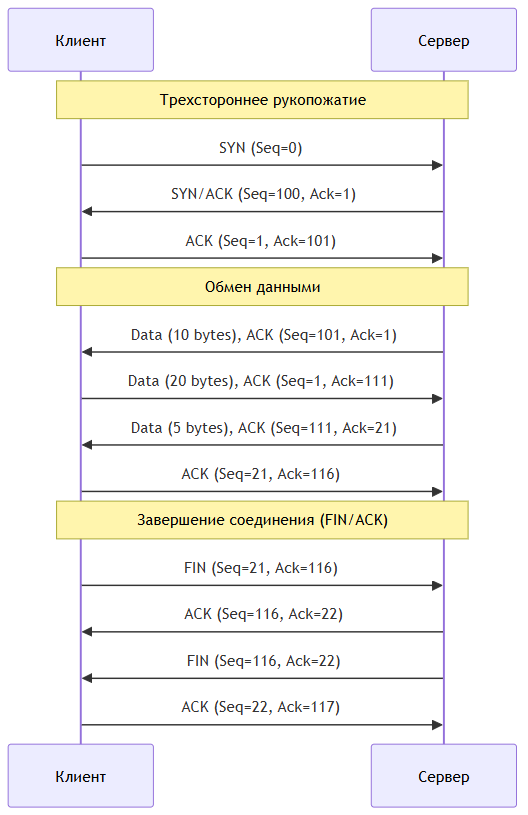 Клиент
Сервер
Трехстороннее рукопожатие
SYN (Seq=0)
SYN/ACK (Seq=100, Ack=1)
ACK (Seq=1, Ack=101)
Обмен данными
Data (10 bytes), ACK (Seq=101, Ack=1)
Data (20 bytes), ACK (Seq=1, Ack=111)
Data (5 bytes), ACK (Seq=111, Ack=21)
ACK (Seq=21, Ack=116)
Завершение соединения (FIN/ACK)
FIN (Seq=21, Ack=116)
ACK (Seq=116, Ack=22)
FIN (Seq=116, Ack=22)
ACK (Seq=22, Ack=117)
Клиент
Сервер